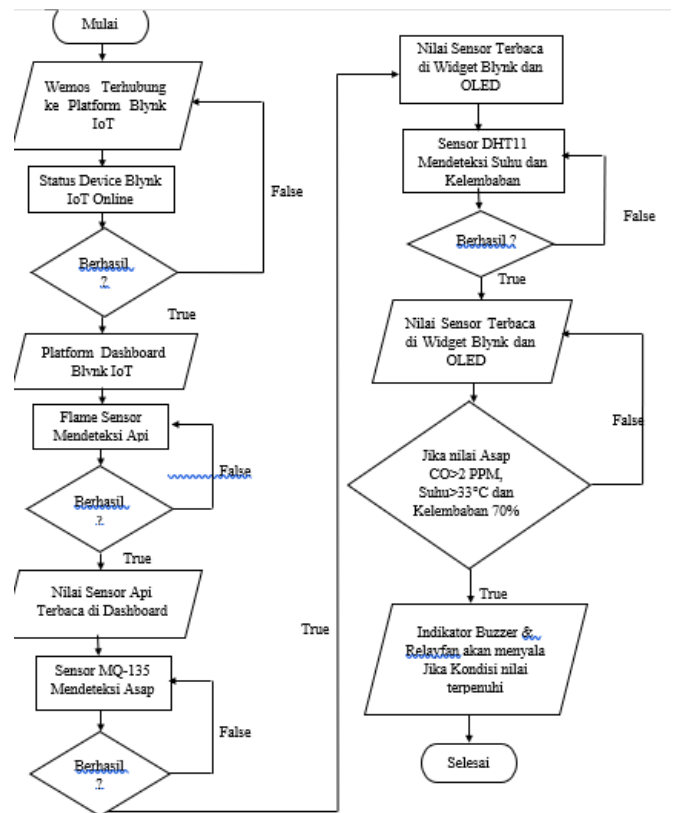 Mulai
Wemos Terhubung
ke Platform Blynk
IoT
Status Device Blynk
IoT Online
False
Berhasil
?
True
Platform Dashboard
Blynk IoT
Flame Sensor
Mendeteksi Api
False
Berhasil
?
True
Nilai Sensor Api
Terbaca di Dashboard
True
Sensor MQ-135
Mendeteksi Asap
False
Berhasil
?
Nilai Sensor Terbaca
di Widget Blynk dan
OLED
Sensor DHT11
Mendeteksi Suhu dan
Kelembaban
False
Berhasil ?
True
Nilai Sensor Terbaca
di Widget Blynk dan
OLED
False
Jika nilai Asap
CO>2 PPM,
Suhu>33°C dan
Kelembaban 70%
True
Indikator Buzzer &
Relayfan akan menyala
Jika Kondisi nilai
terpenuhi
Selesai